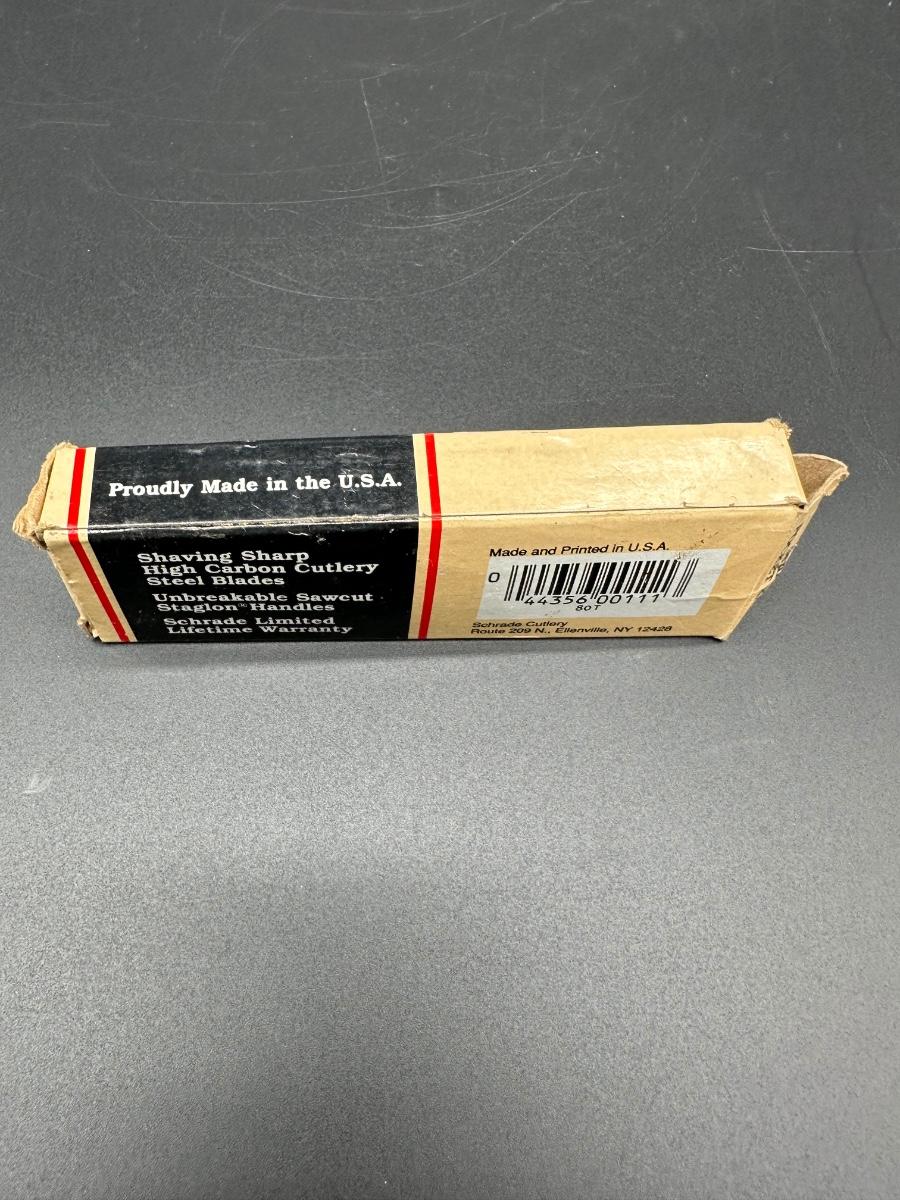 Proudly Made in the U.S.A.
Shaving Sharp
High Carbon Cutlery
Steel Blades
Unbreakable Sawcut
Staglon® Handles
Schrade Limited
Lifetime Warranty
Made and Printed in U.S.A.
0 44356 00111
8OT
Schrade Cutlery
Route 209 N., Ellenville, NY 12428